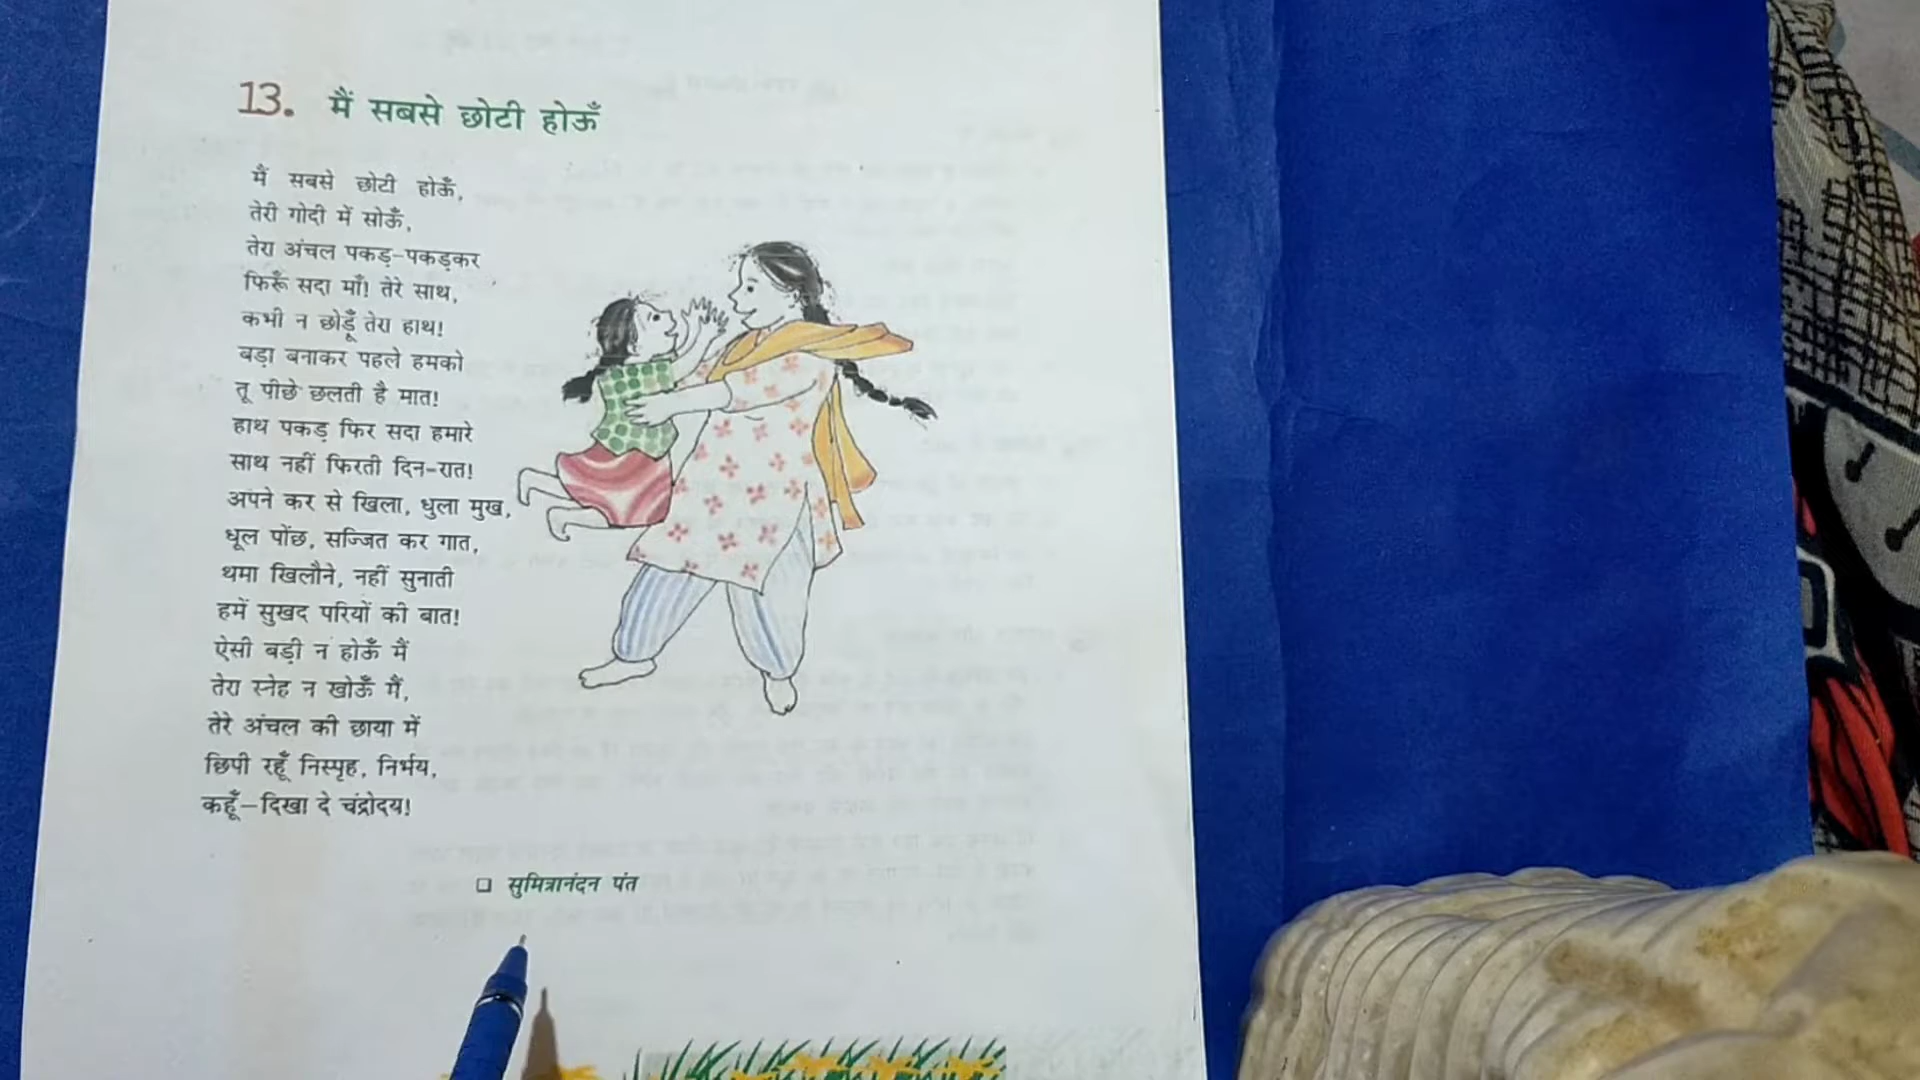 13. मैं सबसे छोटी होऊँ
मैं सबसे छोटी होऊँ,
तेरी गोदी में सोऊँ,
तेरा अंचल पकड़-पकड़कर
फिरूँ सदा माँ! तेरे साथ,
कभी न छोड़ूँ तेरा हाथ!
बड़ा बनाकर पहले हमको
तू पीछे छलती है मात!
हाथ पकड़ फिर सदा हमारे
साथ नहीं फिरती दिन-रात!
अपने कर से खिला, धुला मुख,
धूल पोंछ, सज्जित कर गात,
थमा खिलौने, नहीं सुनाती
हमें सुखद परियों की बात!
ऐसी बड़ी न होऊँ मैं
तेरा स्नेह न खोऊँ मैं,
तेरे अंचल की छाया में
छिपी रहूँ निस्पृह, निर्भय,
कहूँ–दिखा दे चंद्रोदय!
□ सुमित्रानंदन पंत